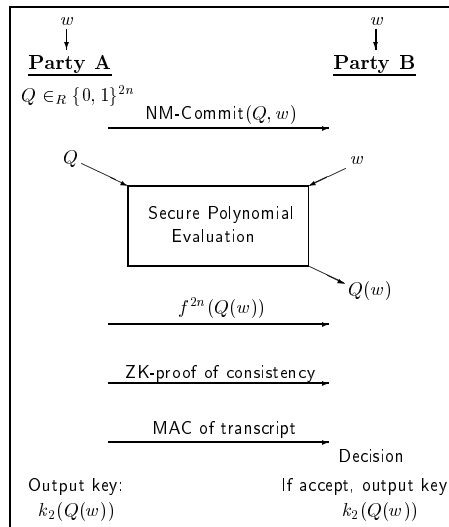 w w
Party A Party B
Q ∈_R {0, 1}^{2n}
NM-Commit(Q, w)
Q w
Secure Polynomial
Evaluation
Q(w)
f^{2n}(Q(w))
ZK-proof of consistency
MAC of transcript
Decision
Output key: If accept, output key
k_2(Q(w)) k_2(Q(w))